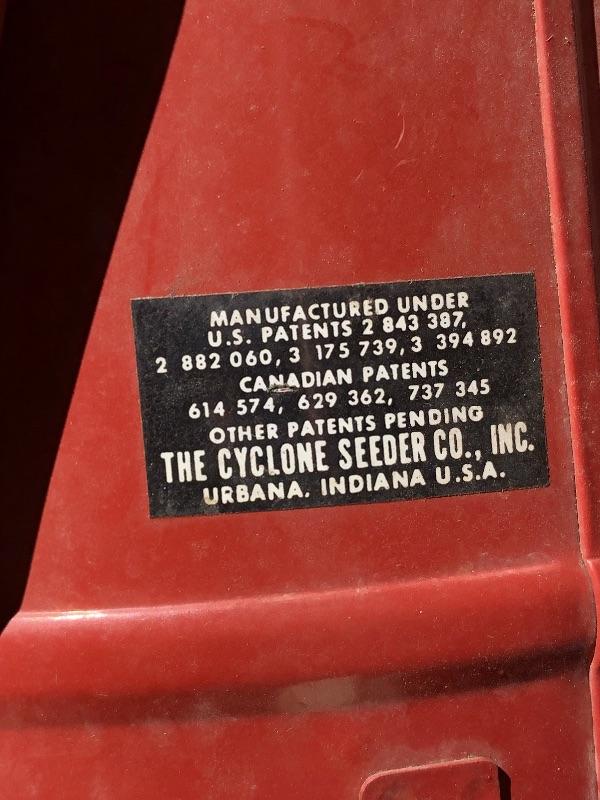 MANUFACTURED UNDER
U.S. PATENTS 2 843 387,
2 882 060, 3 175 739, 3 394 892
CANADIAN PATENTS
614 574, 629 362, 737 345
OTHER PATENTS PENDING
THE CYCLONE SEEDER CO., INC.
URBANA, INDIANA U.S.A.